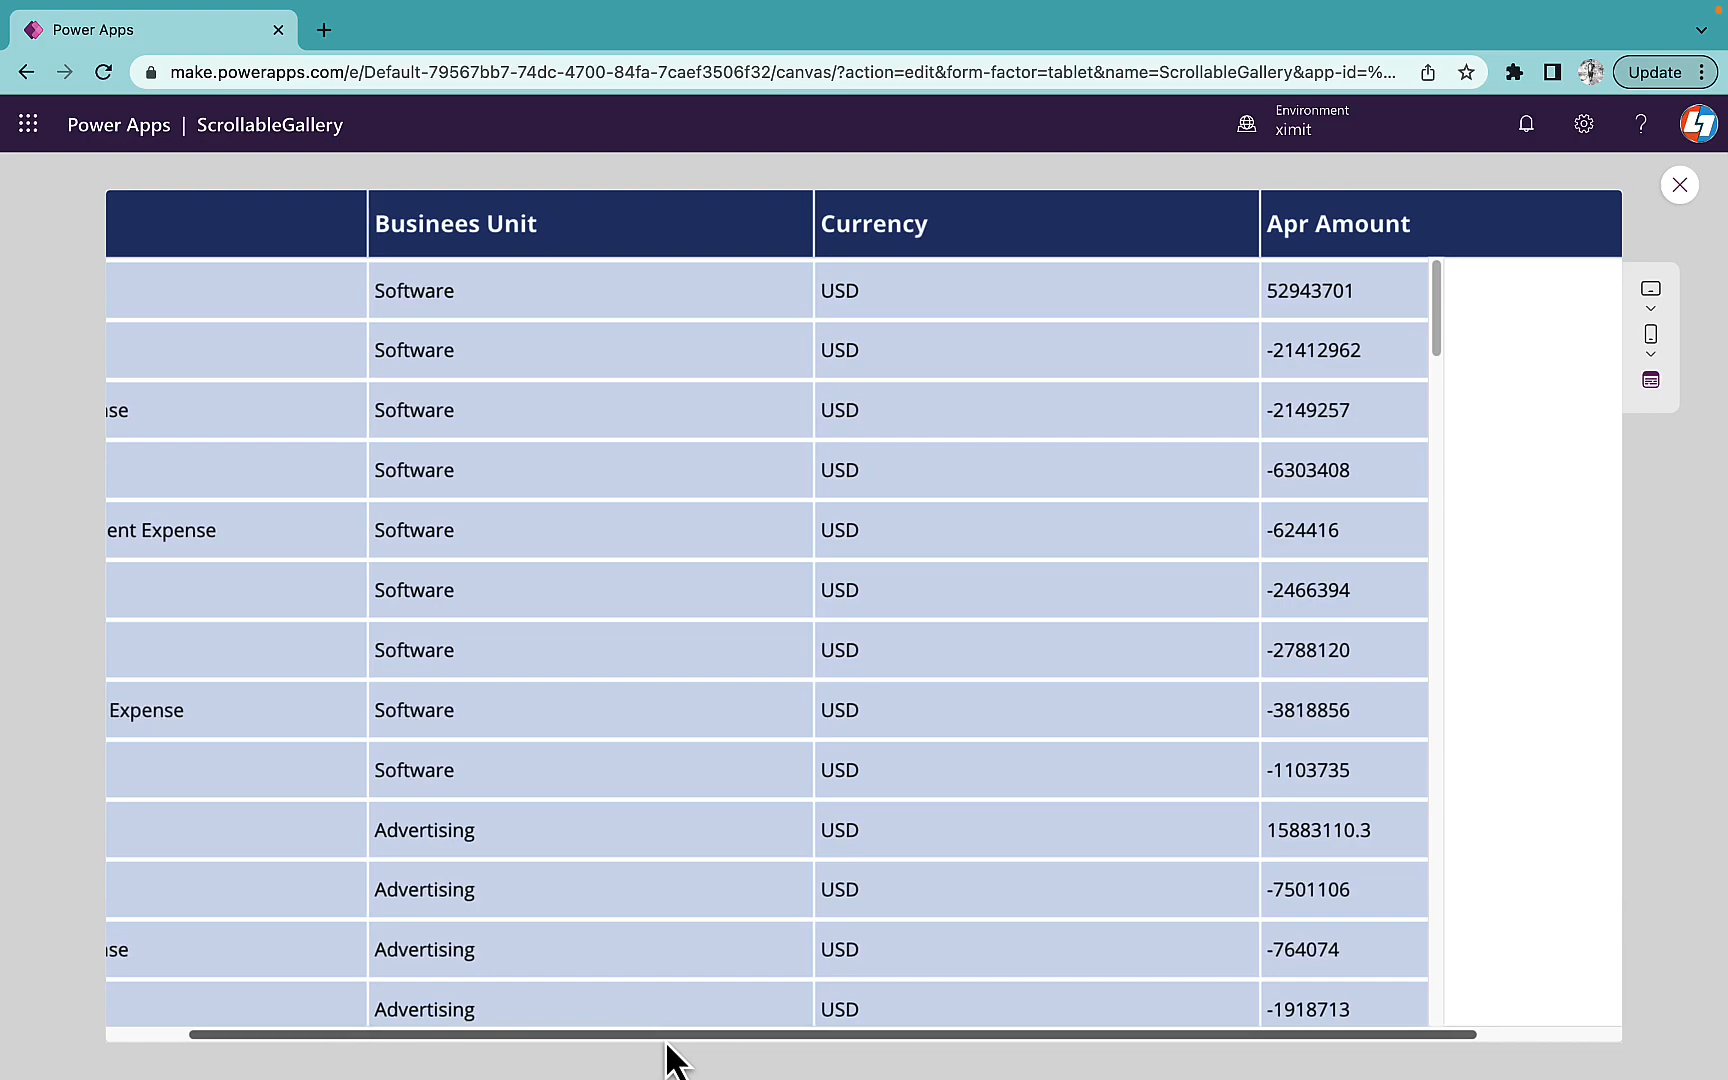 Power Apps
make.powerapps.com/e/Default-79567bb7-74dc-4700-84fa-7caef3506f32/canvas/?action=edit&form-factor=tablet&name=ScrollableGallery&app-id=%... Update
Power Apps | ScrollableGallery Environment
ximit
Businees Unit Currency Apr Amount
Software USD 52943701
Software USD -21412962
se Software USD -2149257
Software USD -6303408
ent Expense Software USD -624416
Software USD -2466394
Software USD -2788120
Expense Software USD -3818856
Software USD -1103735
Advertising USD 15883110.3
Advertising USD -7501106
se Advertising USD -764074
Advertising USD -1918713